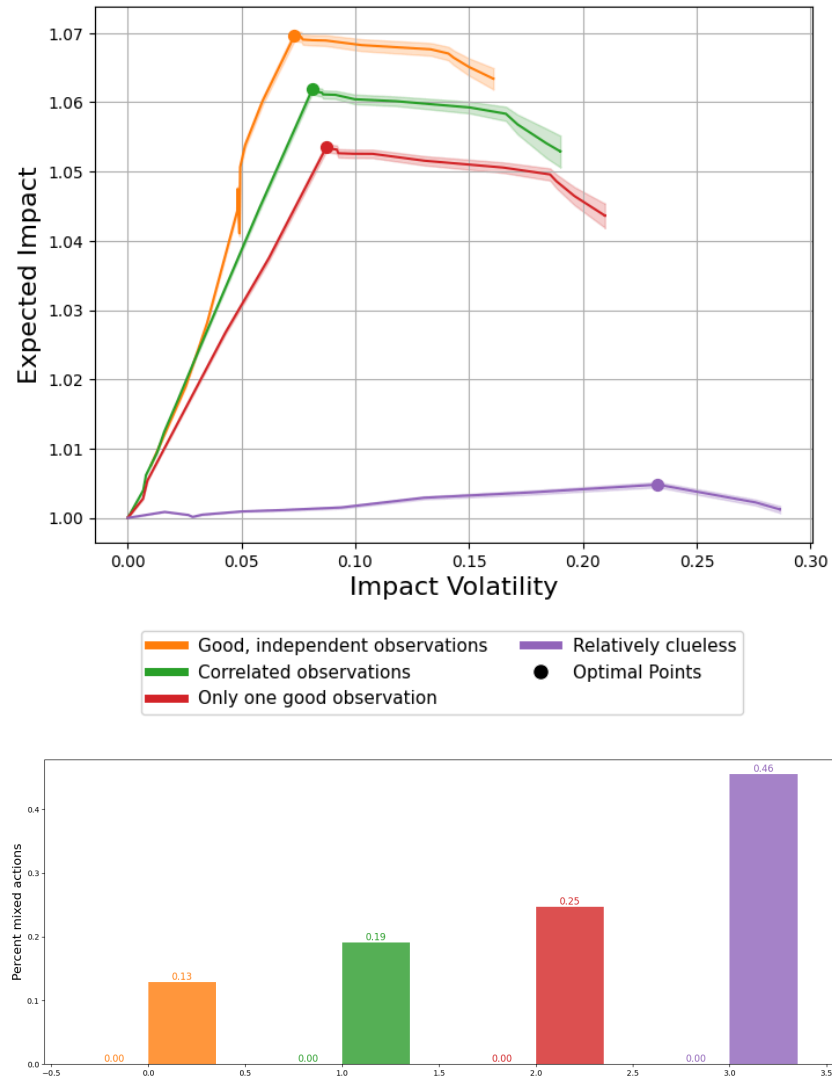 1.07
1.06
1.05
1.04
1.03
1.02
1.01
1.00
Expected Impact
0.00 0.05 0.10 0.15 0.20 0.25 0.30
Impact Volatility
Good, independent observations
Correlated observations
Only one good observation
Relatively clueless
Optimal Points
Percent mixed actions
0.4
0.3
0.2
0.1
0.0
0.00 0.13 0.00 0.19 0.00 0.25 0.00 0.46
−0.5 0.0 0.5 1.0 1.5 2.0 2.5 3.0 3.5